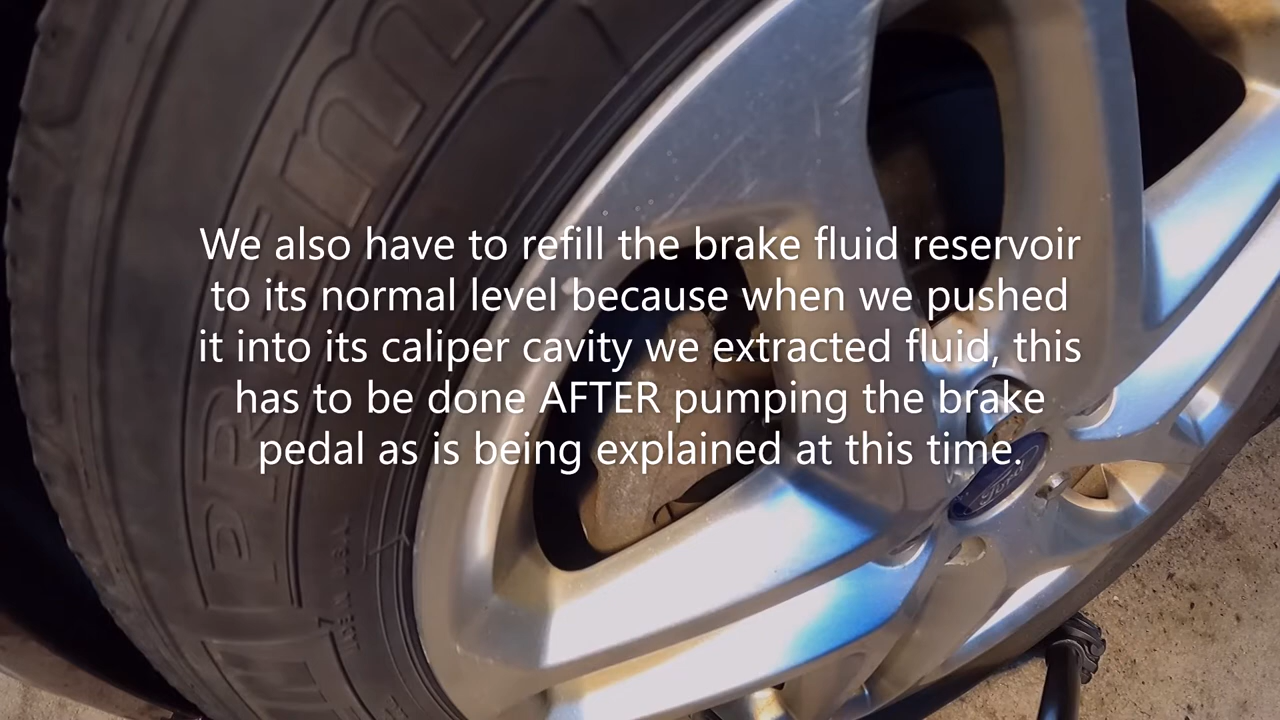 We also have to refill the brake fluid reservoir
to its normal level because when we pushed
it into its caliper cavity we extracted fluid, this
has to be done AFTER pumping the brake
pedal as is being explained at this time.
Ford